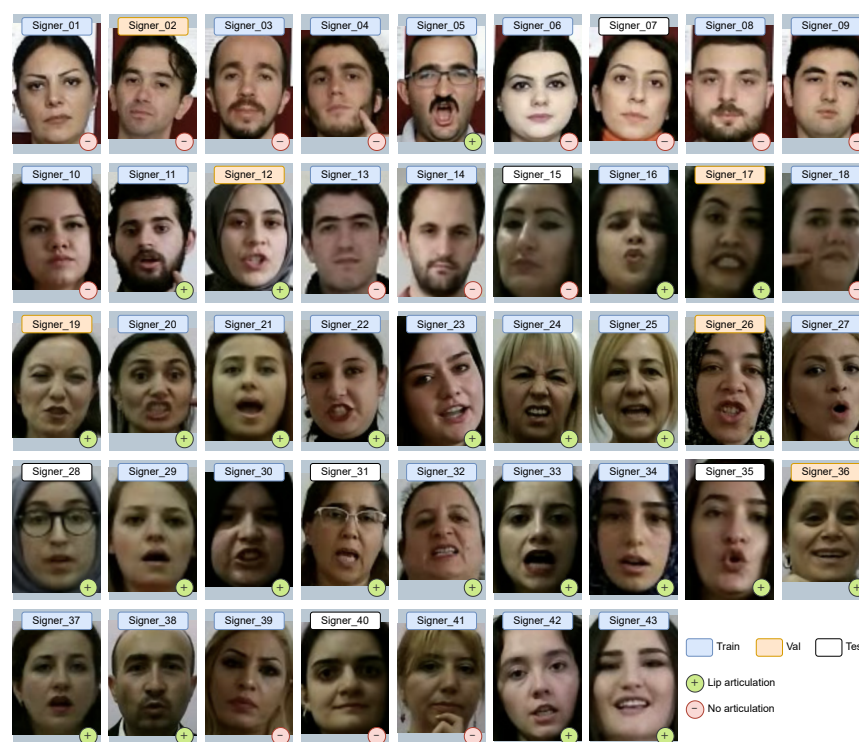 Signer_01 Signer_02 Signer_03 Signer_04 Signer_05 Signer_06 Signer_07 Signer_08 Signer_09
Signer_10 Signer_11 Signer_12 Signer_13 Signer_14 Signer_15 Signer_16 Signer_17 Signer_18
Signer_19 Signer_20 Signer_21 Signer_22 Signer_23 Signer_24 Signer_25 Signer_26 Signer_27
Signer_28 Signer_29 Signer_30 Signer_31 Signer_32 Signer_33 Signer_34 Signer_35 Signer_36
Signer_37 Signer_38 Signer_39 Signer_40 Signer_41 Signer_42 Signer_43
Train Val
Lip articulation
No articulation